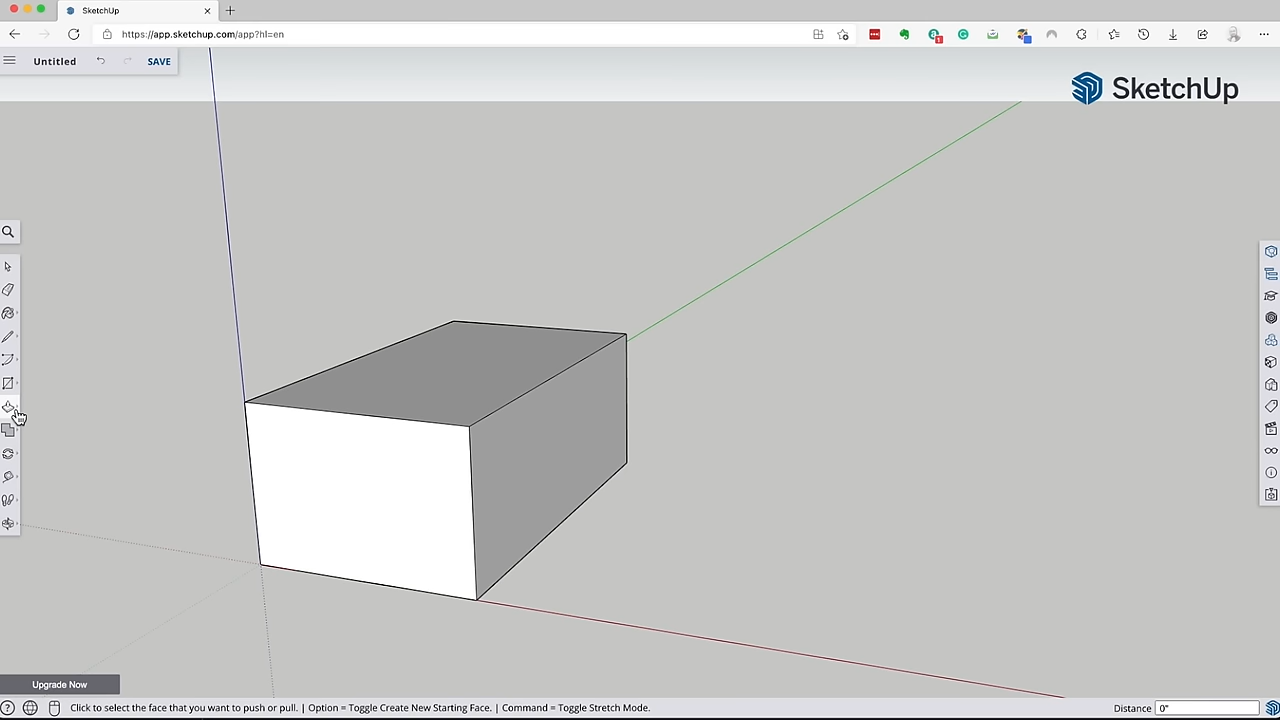 SketchUp
https://app.sketchup.com/app?hl=en
Untitled
SAVE
SketchUp
Upgrade Now
Click to select the face that you want to push or pull. | Option = Toggle Create New Starting Face. | Command = Toggle Stretch Mode.
Distance
0"